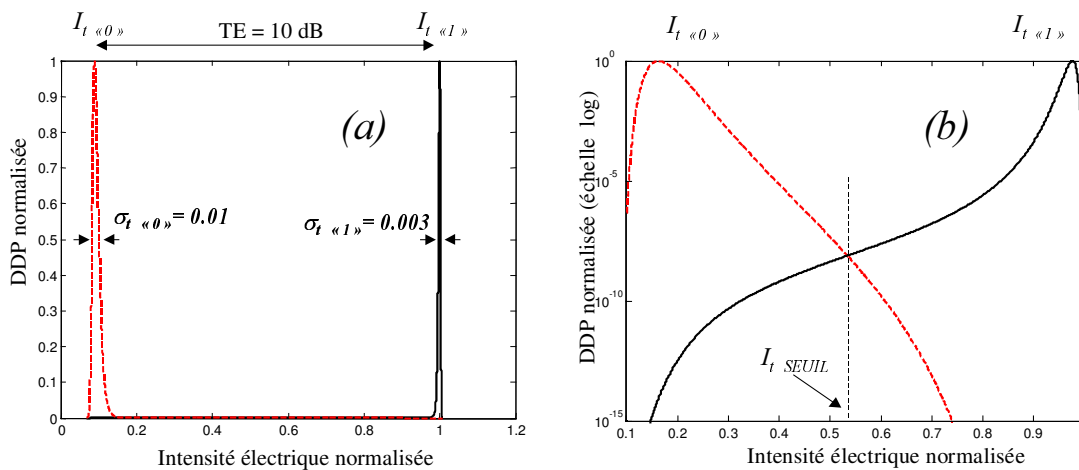 I_t «0»
TE = 10 dB
I_t «1»
DDP normalisée
1
0.9
0.8
0.7
0.6
0.5
0.4
0.3
0.2
0.1
0
(a)
σ_t «0» = 0.01
σ_t «1» = 0.003
0
0.2
0.4
0.6
0.8
1
1.2
Intensité électrique normalisée
I_t «0»
I_t «1»
DDP normalisée (échelle log)
10^0
10^-5
10^-10
10^-15
(b)
I_t SEUIL
0.1
0.2
0.3
0.4
0.5
0.6
0.7
0.8
0.9
Intensité électrique normalisée